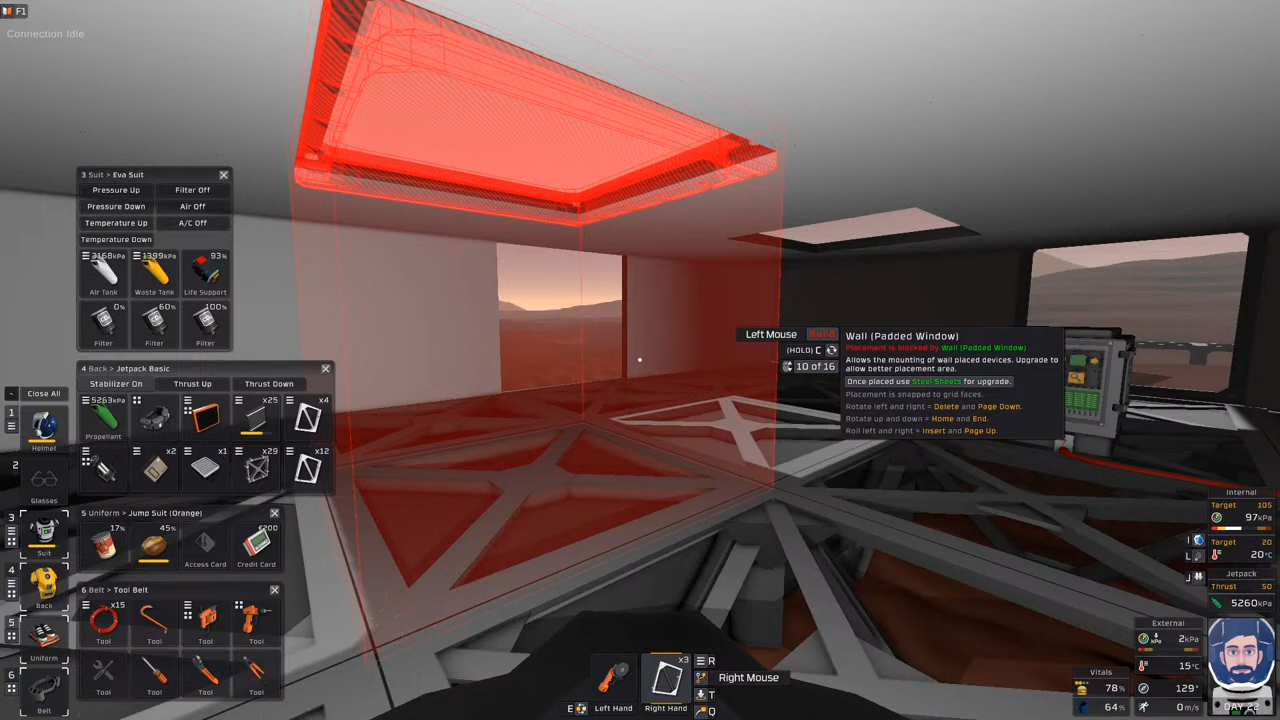 F1
Connection Idle
3 Suit > Eva Suit
Pressure Up
Filter Off
Pressure Down
Air Off
Temperature Up
A/C Off
Temperature Down
3168kPa
1399kPa
93%
Air Tank
Waste Tank
Life Support
0%
60%
100%
Filter
Filter
Filter
4 Back > Jetpack Basic
Stabilizer On
Thrust Up
Thrust Down
5263kPa
x25
x4
Propellant
x2
x1
x29
x12
5 Uniform > Jump Suit (Orange)
17%
45%
€200
Access Card
Credit Card
6 Belt > Tool Belt
x15
Tool
Tool
Tool
Tool
Tool
Tool
Tool
Tool
-
Close All
1
Helmet
2
Glasses
3
Suit
4
Back
5
Uniform
6
Belt
Left Mouse
Build
(HOLD) C
10 of 16
Wall (Padded Window)
Placement is blocked by Wall (Padded Window)
Allows the mounting of wall placed devices. Upgrade to
allow better placement area.
Once placed use Steel Sheets for upgrade.
Placement is snapped to grid faces.
Rotate left and right = Delete and Page Down.
Rotate up and down = Home and End.
Roll left and right = Insert and Page Up.
E
Left Hand
x3
Right Hand
R
Right Mouse
T
Q
Internal
Target 105
97kPa
Target 20
20°C
I
L
J
Jetpack
Thrust 50
5260kPa
External
kPa
2kPa
15°C
Vitals
78%
129°
64%
0m/s
DAY 22